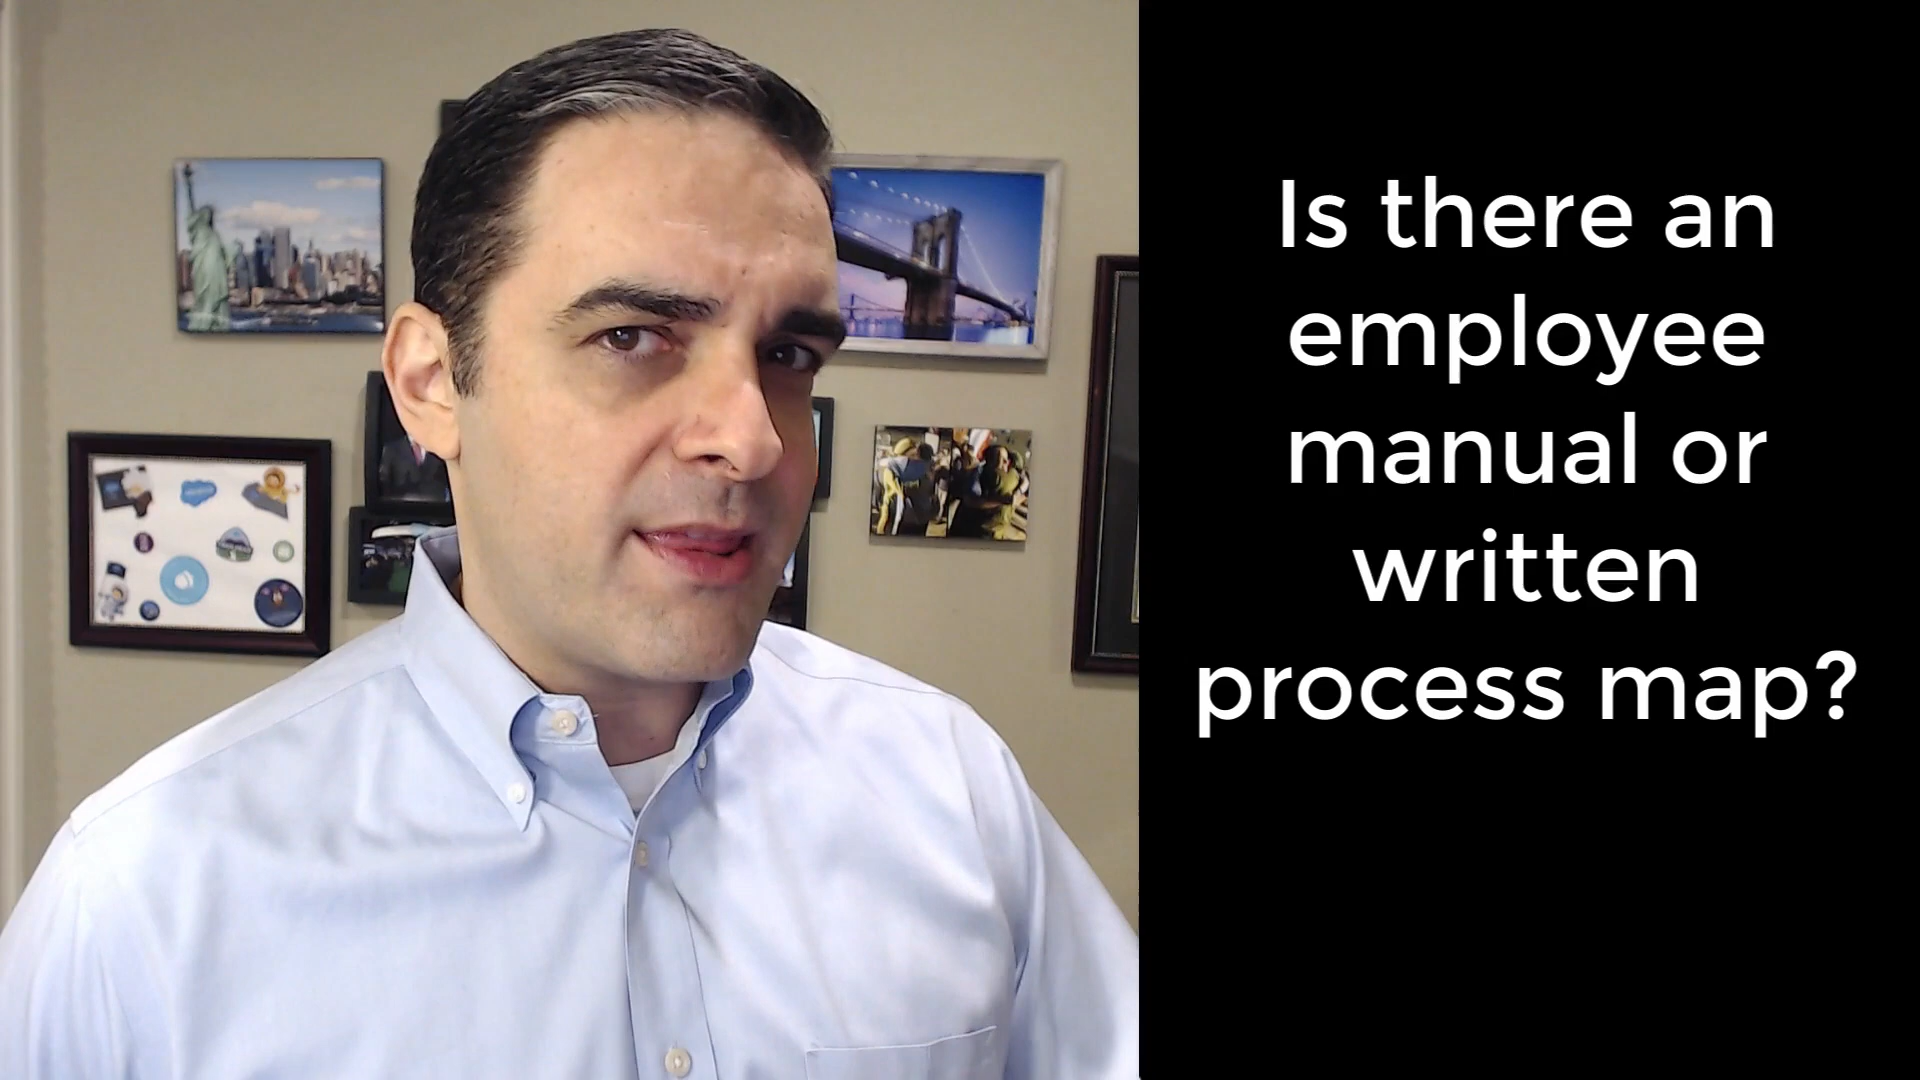 Is there an
employee
manual or
written
process map?